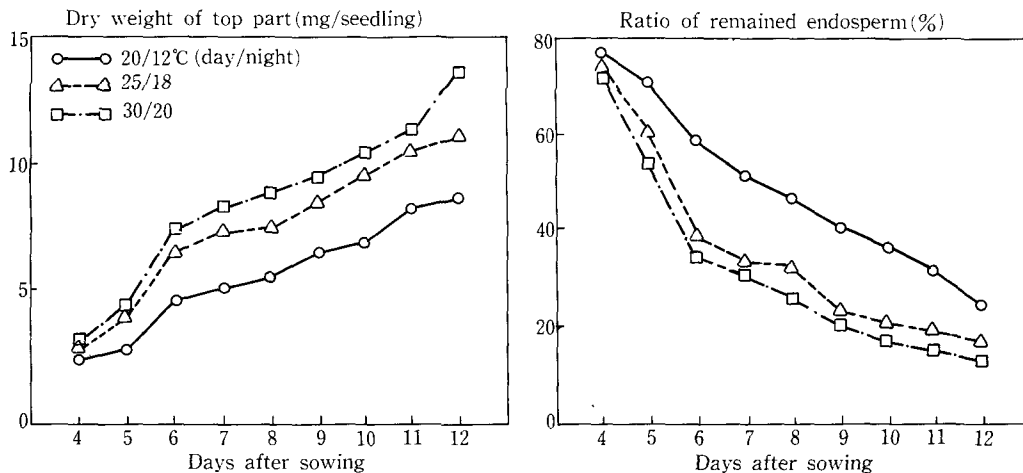 Dry weight of top part(mg/seedling)
15
10
5
0
20/12℃(day/night)
25/18
30/20
4 5 6 7 8 9 10 11 12
Days after sowing
Ratio of remained endosperm(%)
80
60
40
20
0
4 5 6 7 8 9 10 11 12
Days after sowing